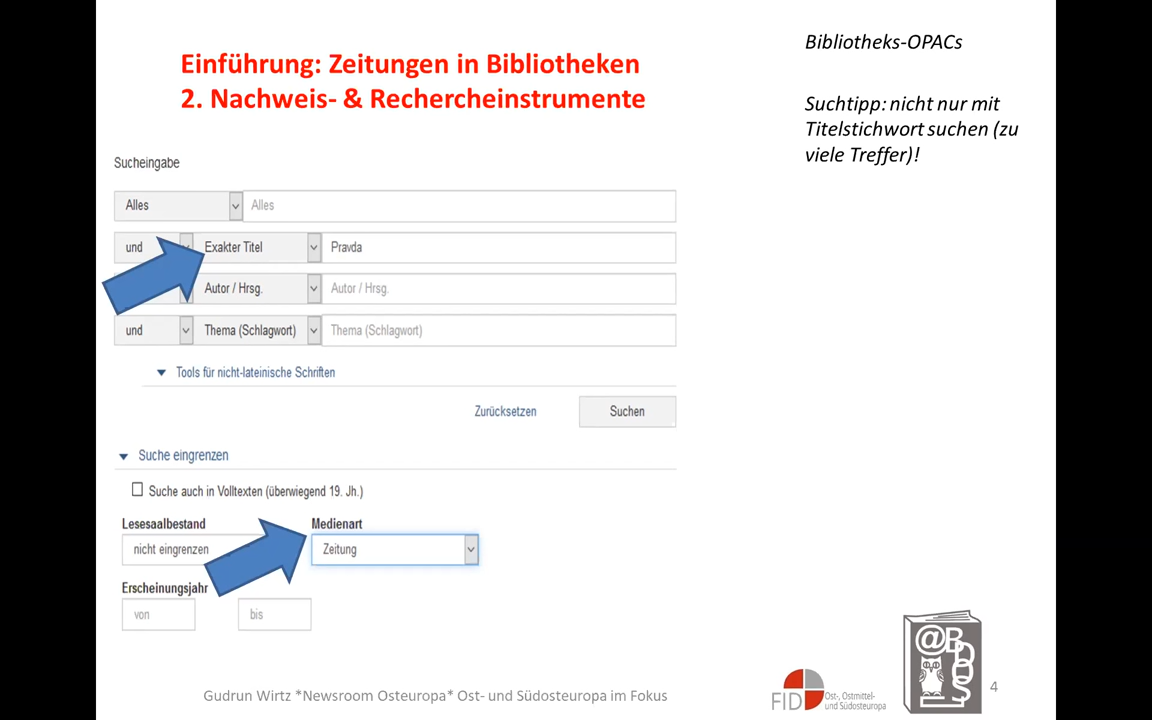 Einführung: Zeitungen in Bibliotheken
2. Nachweis- & Rechercheinstrumente
Bibliotheks-OPACs
Suchtipp: nicht nur mit
Titelstichwort suchen (zu
viele Treffer)!
Sucheingabe
Alles Alles
und Exakter Titel Pravda
Autor / Hrsg. Autor / Hrsg.
und Thema (Schlagwort) Thema (Schlagwort)
Tools für nicht-lateinische Schriften
Zurücksetzen Suchen
Suche eingrenzen
Suche auch in Volltexten (überwiegend 19. Jh.)
Lesesaalbestand Medienart
nicht eingrenzen Zeitung
Erscheinungsjahr
von bis
Gudrun Wirtz *Newsroom Osteuropa* Ost- und Südosteuropa im Fokus
FID Ost-, Ostmittel-
und Südosteuropa
@BDOS
4